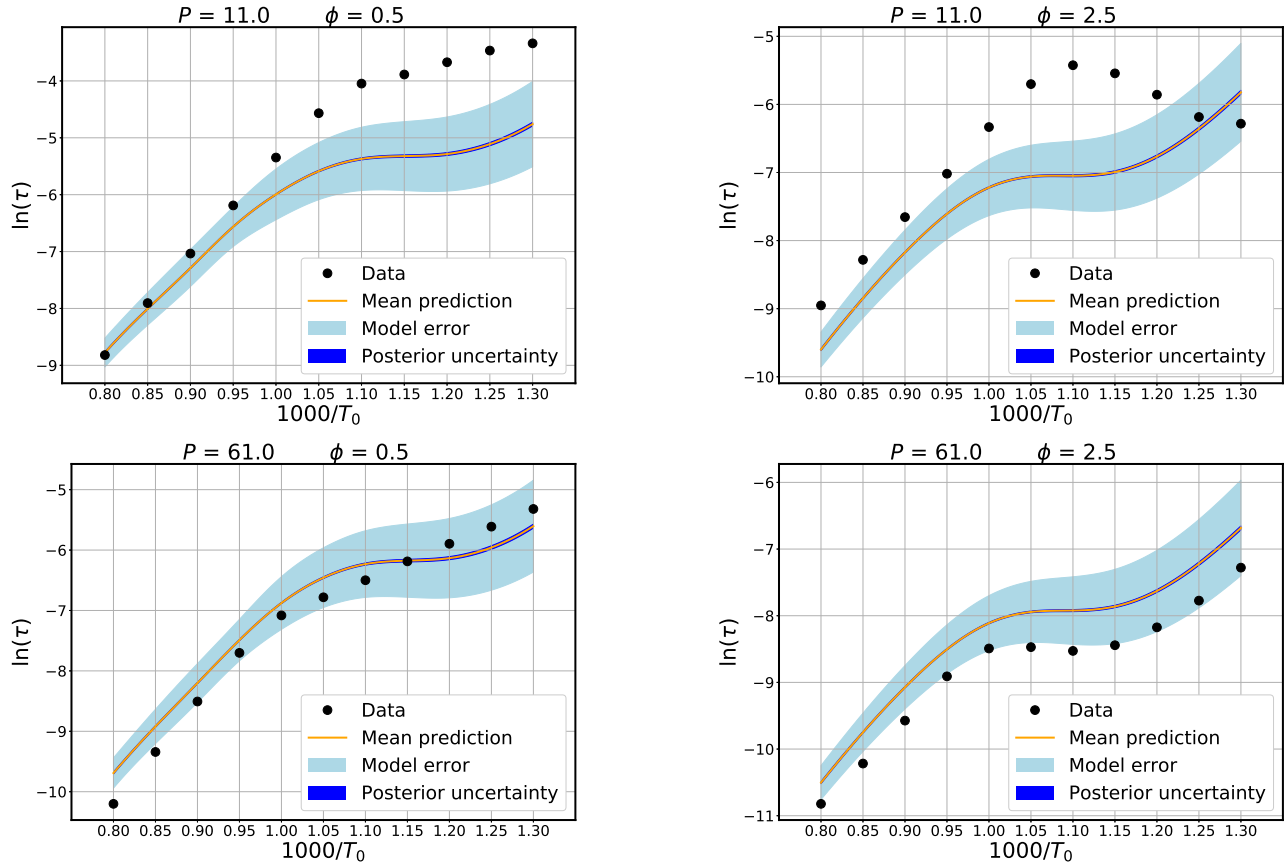 P = 11.0 ϕ = 0.5
−4
−5
−6
−7
−8
−9
ln(τ)
Data
Mean prediction
Model error
Posterior uncertainty
0.80 0.85 0.90 0.95 1.00 1.05 1.10 1.15 1.20 1.25 1.30
1000/T₀
P = 11.0 ϕ = 2.5
−5
−6
−7
−8
−9
−10
ln(τ)
Data
Mean prediction
Model error
Posterior uncertainty
0.80 0.85 0.90 0.95 1.00 1.05 1.10 1.15 1.20 1.25 1.30
1000/T₀
P = 61.0 ϕ = 0.5
−5
−6
−7
−8
−9
−10
ln(τ)
Data
Mean prediction
Model error
Posterior uncertainty
0.80 0.85 0.90 0.95 1.00 1.05 1.10 1.15 1.20 1.25 1.30
1000/T₀
P = 61.0 ϕ = 2.5
−6
−7
−8
−9
−10
−11
ln(τ)
Data
Mean prediction
Model error
Posterior uncertainty
0.80 0.85 0.90 0.95 1.00 1.05 1.10 1.15 1.20 1.25 1.30
1000/T₀